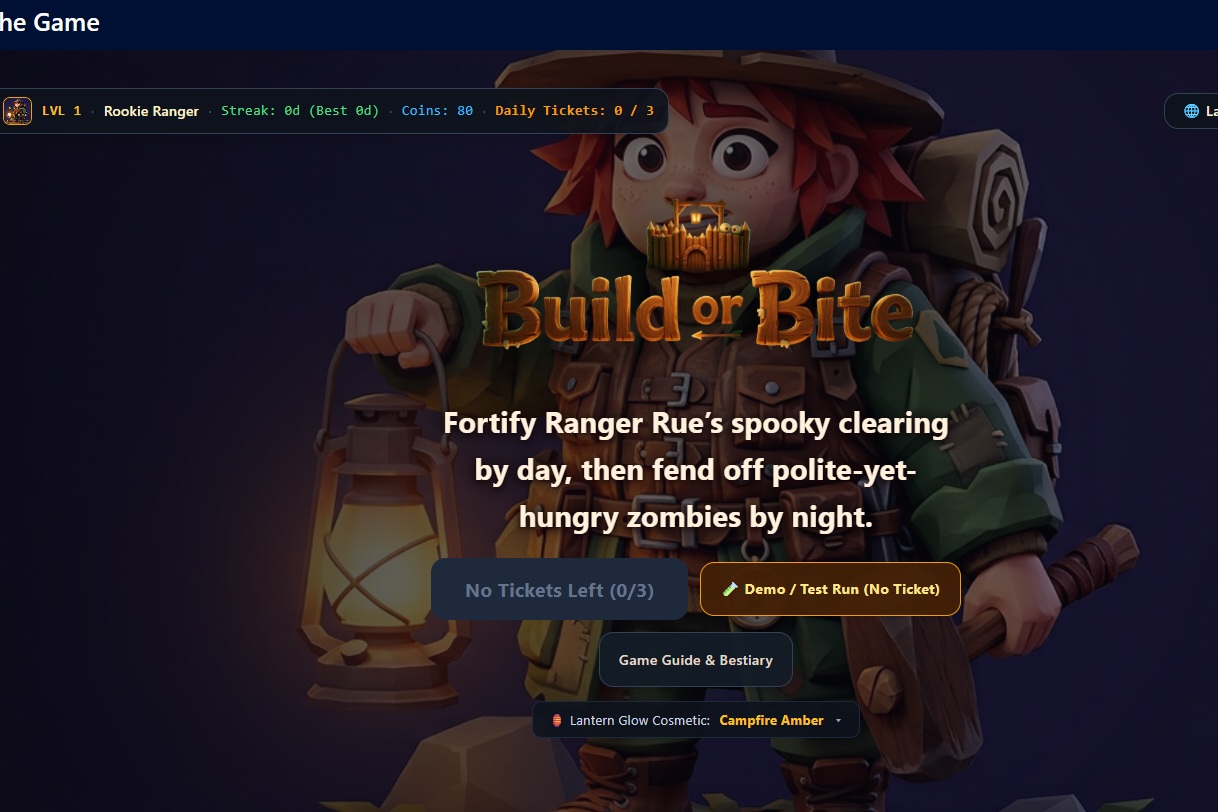 he Game
LVL 1 · Rookie Ranger · Streak: 0d (Best 0d) · Coins: 80 · Daily Tickets: 0 / 3
La
Build or Bite
Fortify Ranger Rue’s spooky clearing
by day, then fend off polite-yet-
hungry zombies by night.
No Tickets Left (0/3)
Demo / Test Run (No Ticket)
Game Guide & Bestiary
Lantern Glow Cosmetic: Campfire Amber